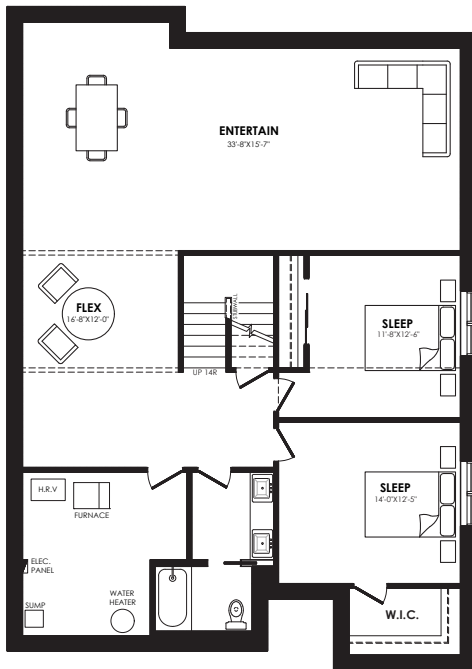 ENTERTAIN
33'-8"X15'-7"
FLEX
16'-8"X12'-0"
STUBWALL
UP 14R
SLEEP
11'-8"X12'-6"
SLEEP
14'-0"X12'-5"
H.R.V
FURNACE
ELEC.
PANEL
SUMP
WATER
HEATER
W.I.C.